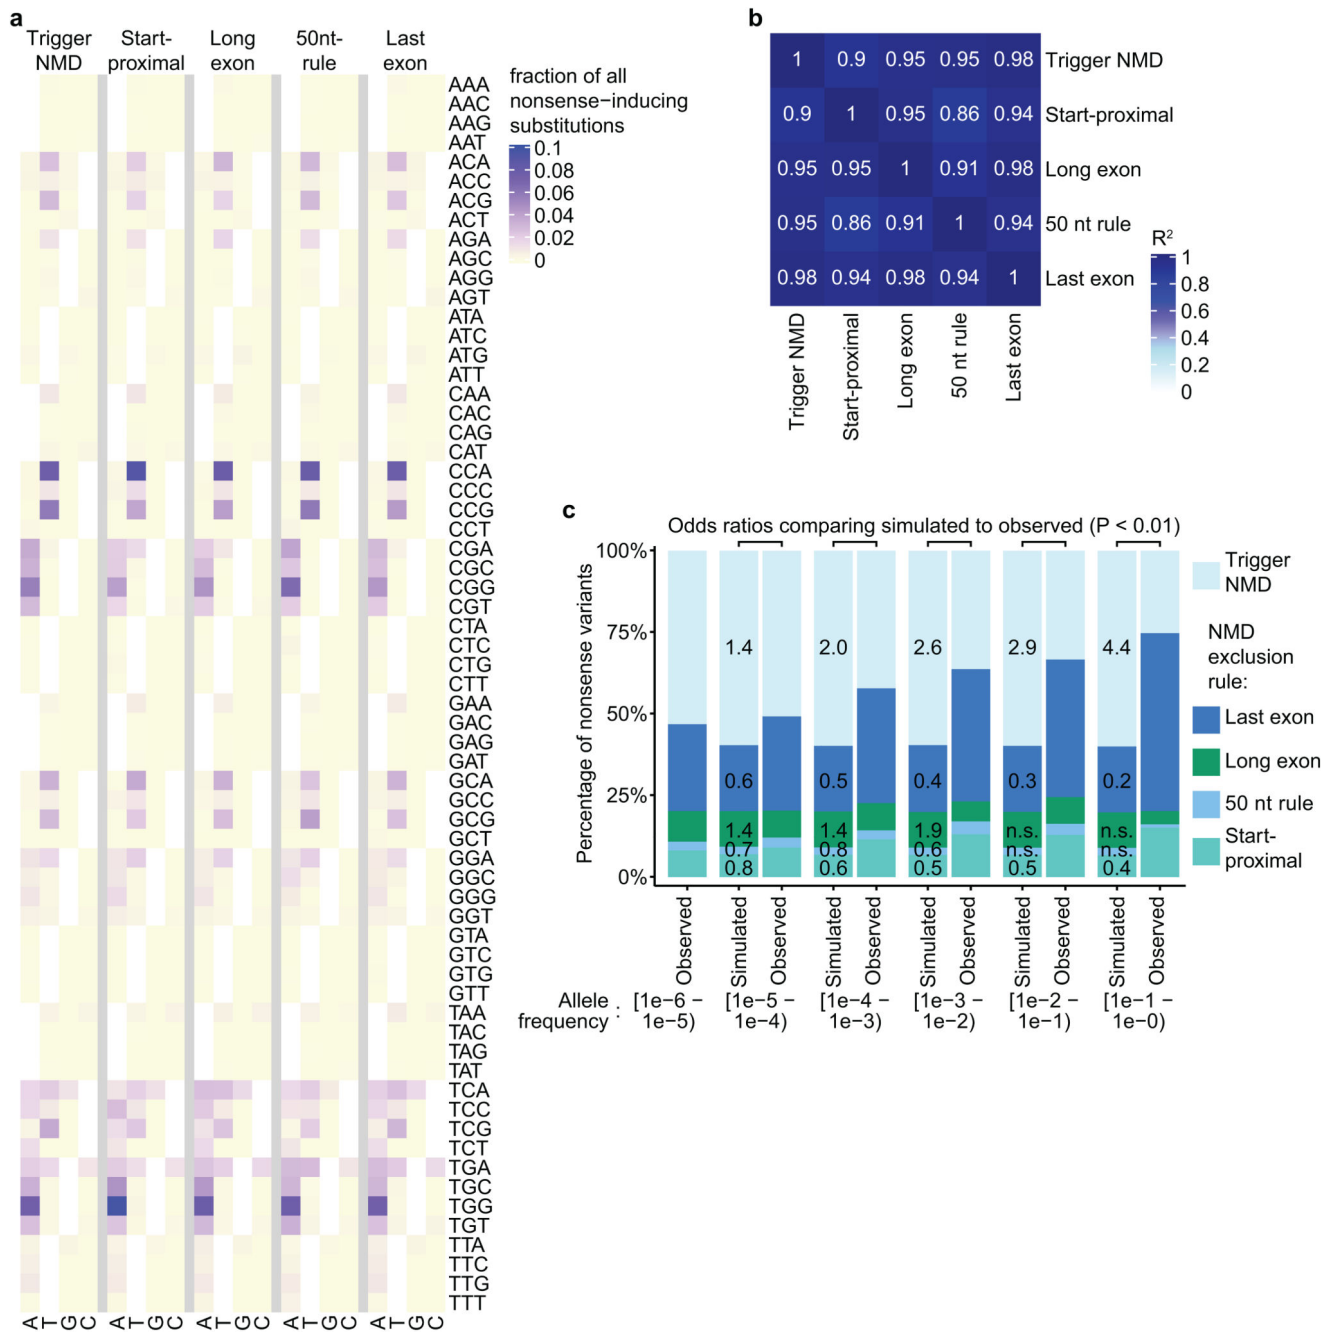 a
Trigger
NMD
Start-
proximal
Long
exon
50nt-
rule
Last
exon
AAA
AAC
AAG
AAT
ACA
ACC
ACG
ACT
AGA
AGC
AGG
AGT
ATA
ATC
ATG
ATT
CAA
CAC
CAG
CAT
CCA
CCC
CCG
CCT
CGA
CGC
CGG
CGT
CTA
CTC
CTG
CTT
GAA
GAC
GAG
GAT
GCA
GCC
GCG
GCT
GGA
GGC
GGG
GGT
GTA
GTC
GTG
GTT
TAA
TAC
TAG
TAT
TCA
TCC
TCG
TCT
TGA
TGC
TGG
TGT
TTA
TTC
TTG
TTT
A T G C A T G C A T G C A T G C A T G C
fraction of all
nonsense−inducing
substitutions
0.1
0.08
0.06
0.04
0.02
0
b
1 0.9 0.95 0.95 0.98 Trigger NMD
0.9 1 0.95 0.86 0.94 Start-proximal
0.95 0.95 1 0.91 0.98 Long exon
0.95 0.86 0.91 1 0.94 50 nt rule
0.98 0.94 0.98 0.94 1 Last exon
Trigger NMD
Start-proximal
Long exon
50 nt rule
Last exon
R²
1
0.8
0.6
0.4
0.2
0
c
Odds ratios comparing simulated to observed (P < 0.01)
Percentage of nonsense variants
100%
75%
50%
25%
0%
1.4 2.0 2.6 2.9 4.4
0.6 0.5 0.4 0.3 0.2
1.4 1.4 1.9 n.s. n.s.
0.7 0.8 0.6 n.s. n.s.
0.8 0.6 0.5 0.5 0.4
Trigger
NMD
NMD
exclusion
rule:
Last exon
Long exon
50 nt rule
Start-
proximal
Observed
Simulated
Observed
Simulated
Observed
Simulated
Observed
Simulated
Observed
Simulated
Observed
Allele
frequency :
[1e−6 −
1e−5)
[1e−5 −
1e−4)
[1e−4 −
1e−3)
[1e−3 −
1e−2)
[1e−2 −
1e−1)
[1e−1 −
1e−0)